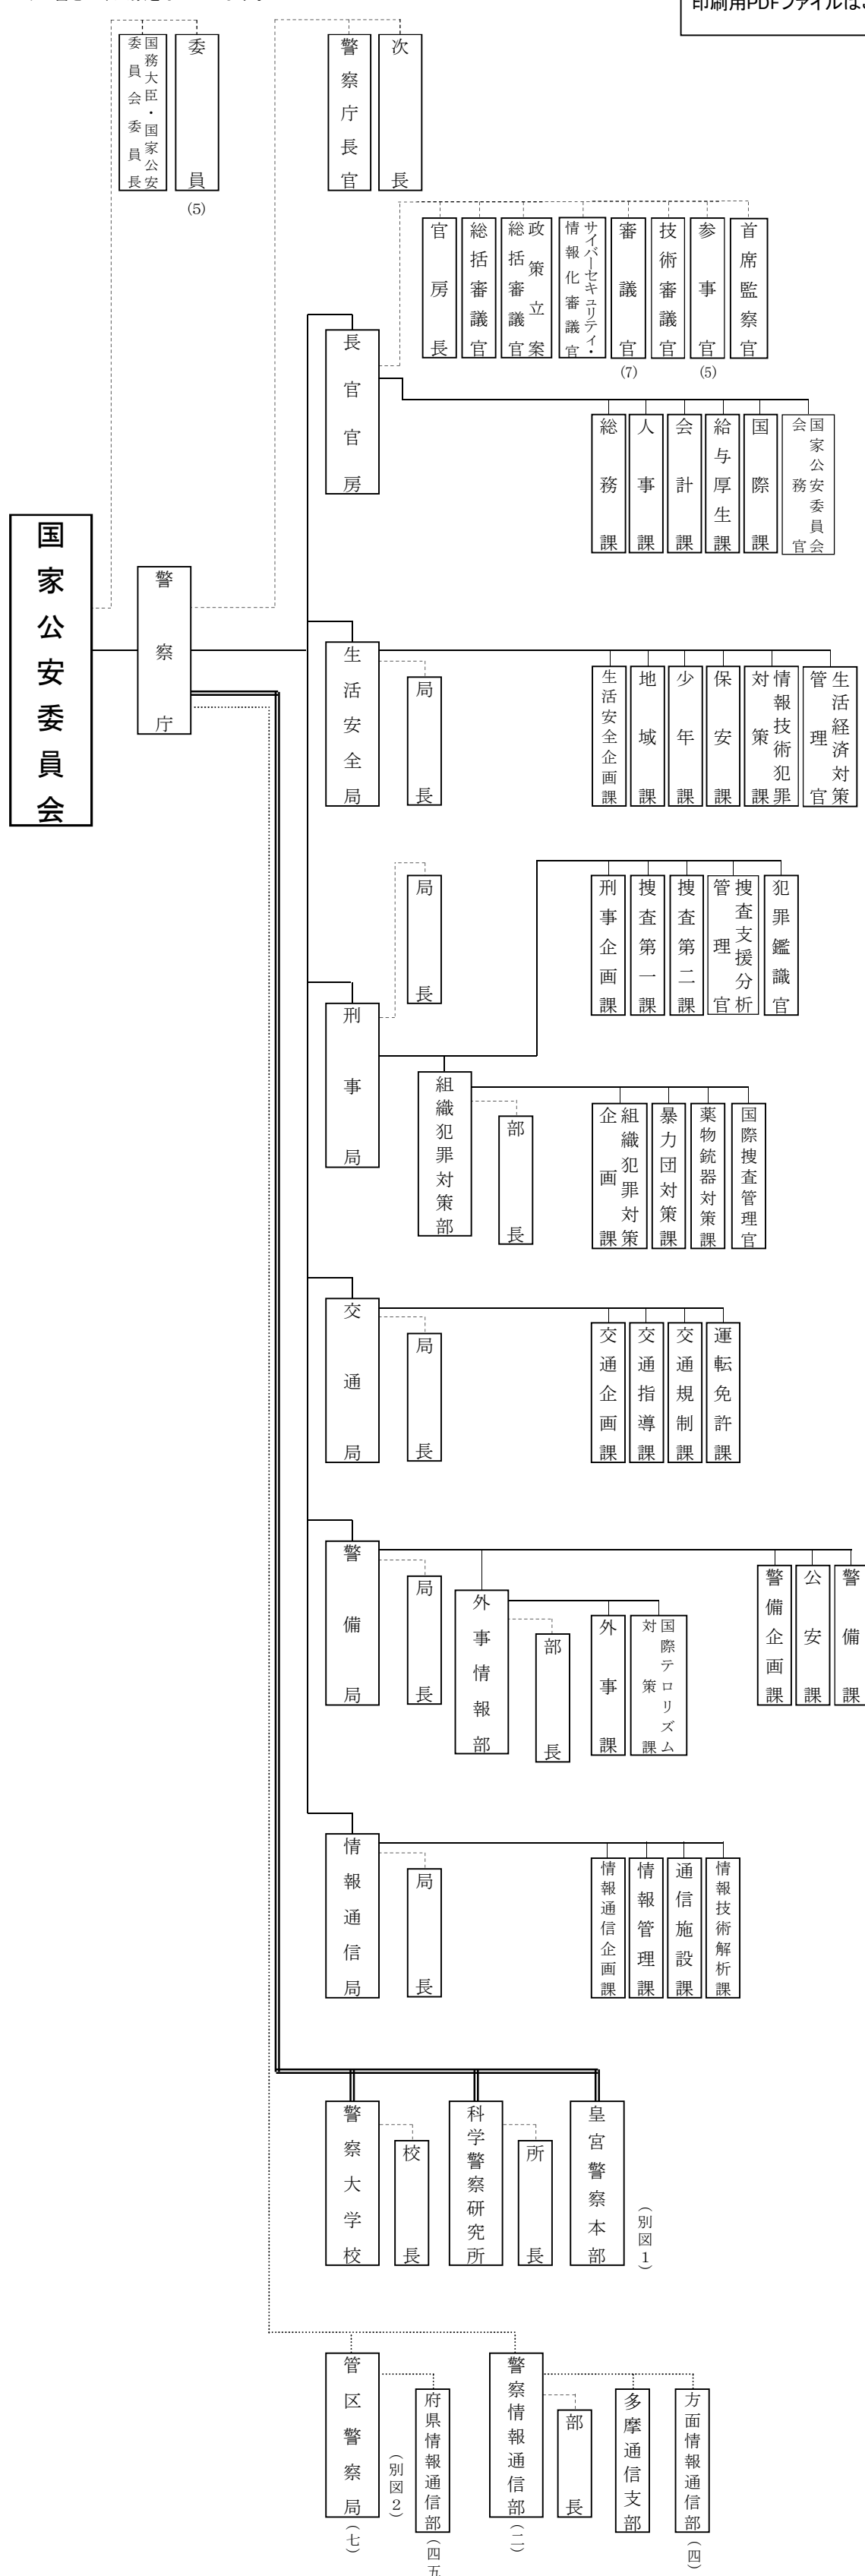 印刷用PDFファイルはこ
国務大臣・国家公安
委員会委員長
委員
(5)
警察庁長官
次長
官房長
総括審議官
政策立案
総括審議官
サイバーセキュリティ・
情報化審議官
審議官
(7)
技術審議官
参事官
(5)
首席監察官
長官官房
総務課
人事課
会計課
給与厚生課
国際課
国家公安委員会
会務官
国家公安委員会
警察庁
生活安全局
局長
生活安全企画課
地域課
少年課
保安課
情報技術犯罪
対策課
生活経済対策
管理官
局長
刑事局
刑事企画課
捜査第一課
捜査第二課
捜査支援分析
管理官
犯罪鑑識官
組織犯罪対策部
部長
組織犯罪対策
企画課
暴力団対策課
薬物銃器対策課
国際捜査管理官
交通局
局長
交通企画課
交通指導課
交通規制課
運転免許課
警備局
局長
外事情報部
部長
外事課
国際テロリズム
対策課
警備企画課
公安課
警備課
情報通信局
局長
情報通信企画課
情報管理課
通信施設課
情報技術解析課
警察大学校
校長
科学警察研究所
所長
皇宮警察本部
(別図1)
管区警察局
(七)
(別図2)
府県情報通信部
(四五
警察情報通信部
(二)
部長
多摩通信支部
方面情報通信部
(四)